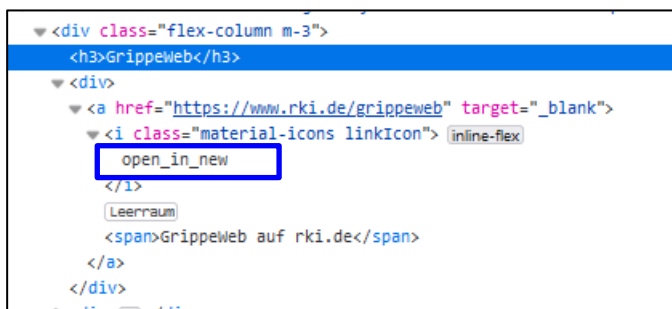 <div class="flex-column m-3">
<h3>GrippeWeb</h3>
<div>
<a href="https://www.rki.de/grippeweb" target="_blank">
<i class="material-icons linkIcon"> inline-flex
open_in_new
</i>
Leerraum
<span>GrippeWeb auf rki.de</span>
</a>
</div>